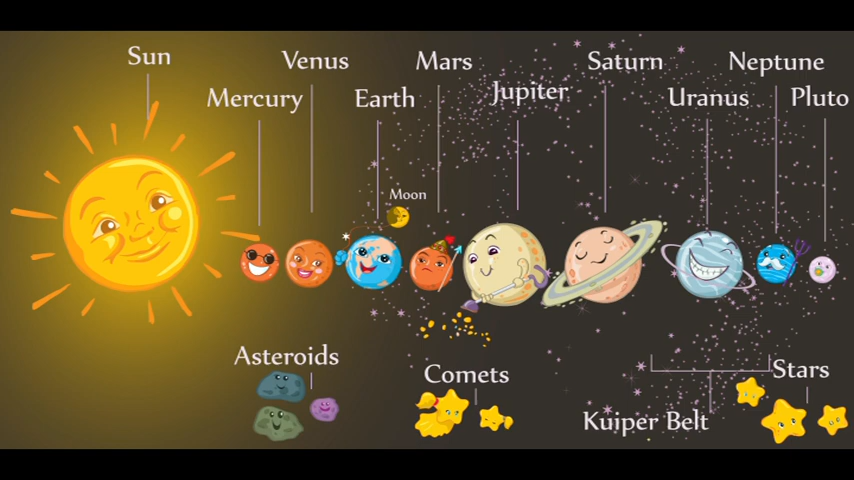 Sun
Venus
Mars
Saturn
Neptune
Mercury
Earth
Jupiter
Uranus
Pluto
Moon
Asteroids
Comets
Stars
Kuiper Belt